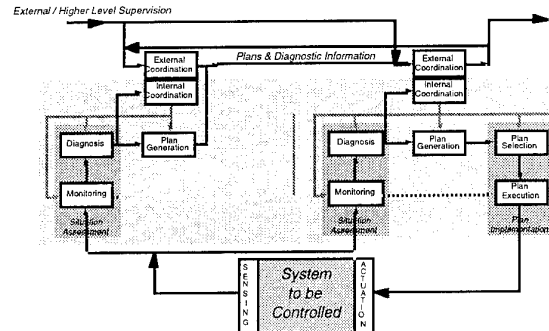 External / Higher Level Supervision
External
Coordination
Plans & Diagnostic Information
External
Coordination
Internal
Coordination
Internal
Coordination
Diagnosis
Plan
Generation
Diagnosis
Plan
Generation
Plan
Selection
Monitoring
Monitoring
Plan
Execution
Situation
Assessment
Situation
Assessment
Plan
Implementation
SENSING
System
to be
Controlled
ACTUATION